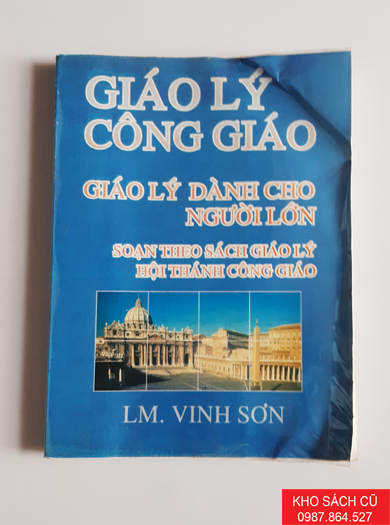 GIÁO LÝ
CÔNG GIÁO
GIÁO LÝ DÀNH CHO
NGƯỜI LỚN
SOẠN THEO SÁCH GIÁO LÝ
HỘI THÁNH CÔNG GIÁO
LM. VINH SƠN
KHO SÁCH CŨ
0987.864.527